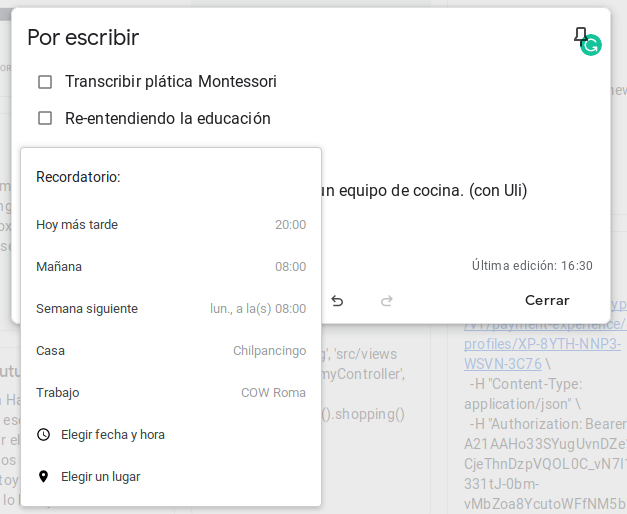 Por escribir
Transcribir plática Montessori
Re-entendiendo la educación
un equipo de cocina. (con Uli)
Última edición: 16:30
Cerrar
Recordatorio:
Hoy más tarde 20:00
Mañana 08:00
Semana siguiente lun., a la(s) 08:00
Casa Chilpancingo
Trabajo COW Roma
Elegir fecha y hora
Elegir un lugar
', 'src/views
myController',
().shopping()
/v1/payment-experience/
profiles/XP-8YTH-NNP3-
WSVN-3C76 \
-H "Content-Type:
application/json" \
-H "Authorization: Bearer
A21AAHo33SYugUvnDZe
CjeThnDzpVQOL0C_vN7I
331tJ-0bm-
vMbZoa8YcutoWFfNM5b